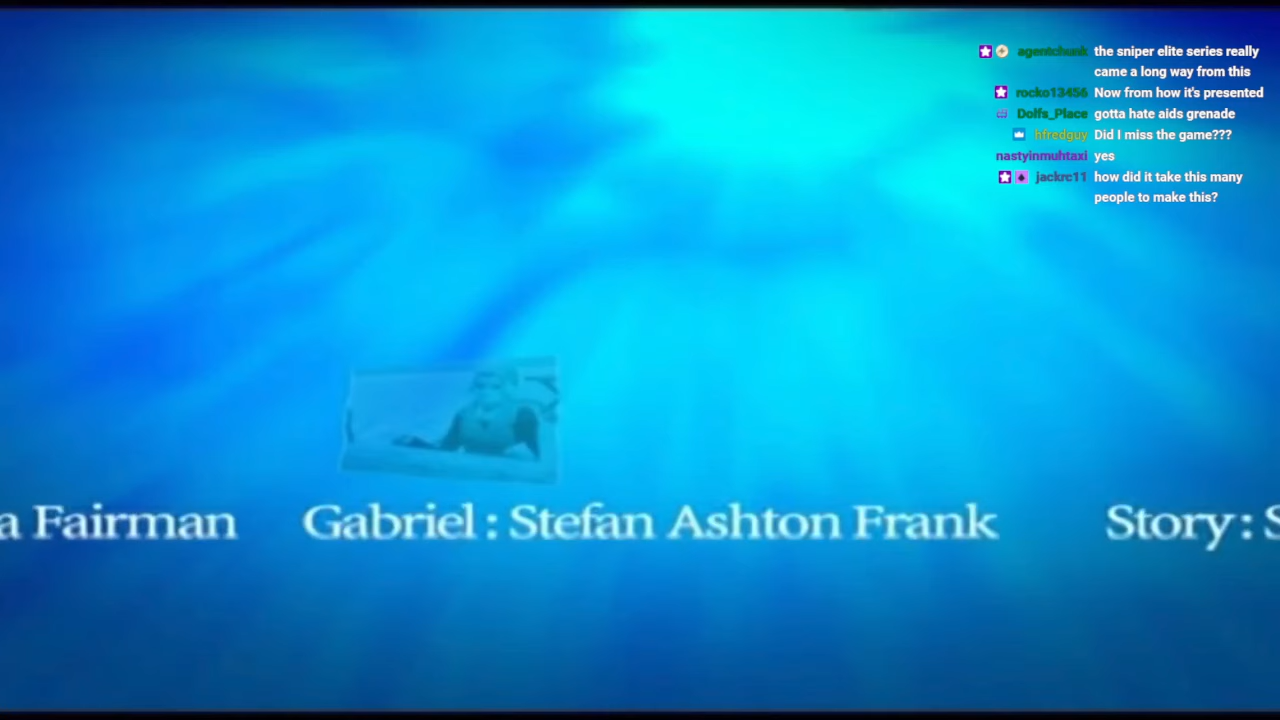 agentchunk the sniper elite series really
came a long way from this
rocko13456 Now from how it's presented
Dolfs_Place gotta hate aids grenade
hfredguy Did I miss the game???
nastyinmuhtaxi yes
jackrc11 how did it take this many
people to make this?
a Fairman Gabriel : Stefan Ashton Frank Story : S